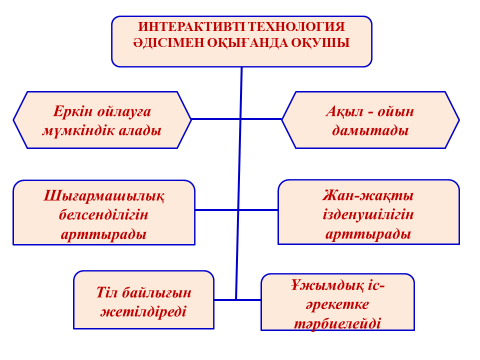 ИНТЕРАКТИВТІ ТЕХНОЛОГИЯ
ӘДІСІМЕН ОҚЫҒАНДА ОҚУШЫ
Еркін ойлауға
мүмкіндік алады
Ақыл - ойын
дамытады
Шығармашылық
белсенділігін
арттырады
Жан-жақты
ізденушілігін
арттырады
Тіл байлығын
жетілдіреді
Ұжымдық іс-
әрекетке
тәрбиелейді